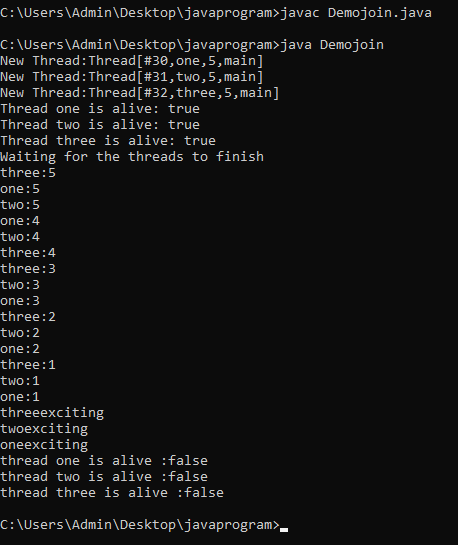 C:\Users\Admin\Desktop\javaprogram>javac Demojoin.java
C:\Users\Admin\Desktop\javaprogram>java Demojoin
New Thread:Thread[#30,one,5,main]
New Thread:Thread[#31,two,5,main]
New Thread:Thread[#32,three,5,main]
Thread one is alive: true
Thread two is alive: true
Thread three is alive: true
Waiting for the threads to finish
three:5
one:5
two:5
one:4
two:4
three:4
three:3
two:3
one:3
three:2
two:2
one:2
three:1
two:1
one:1
threeexciting
twoexciting
oneexciting
thread one is alive :false
thread two is alive :false
thread three is alive :false
C:\Users\Admin\Desktop\javaprogram>